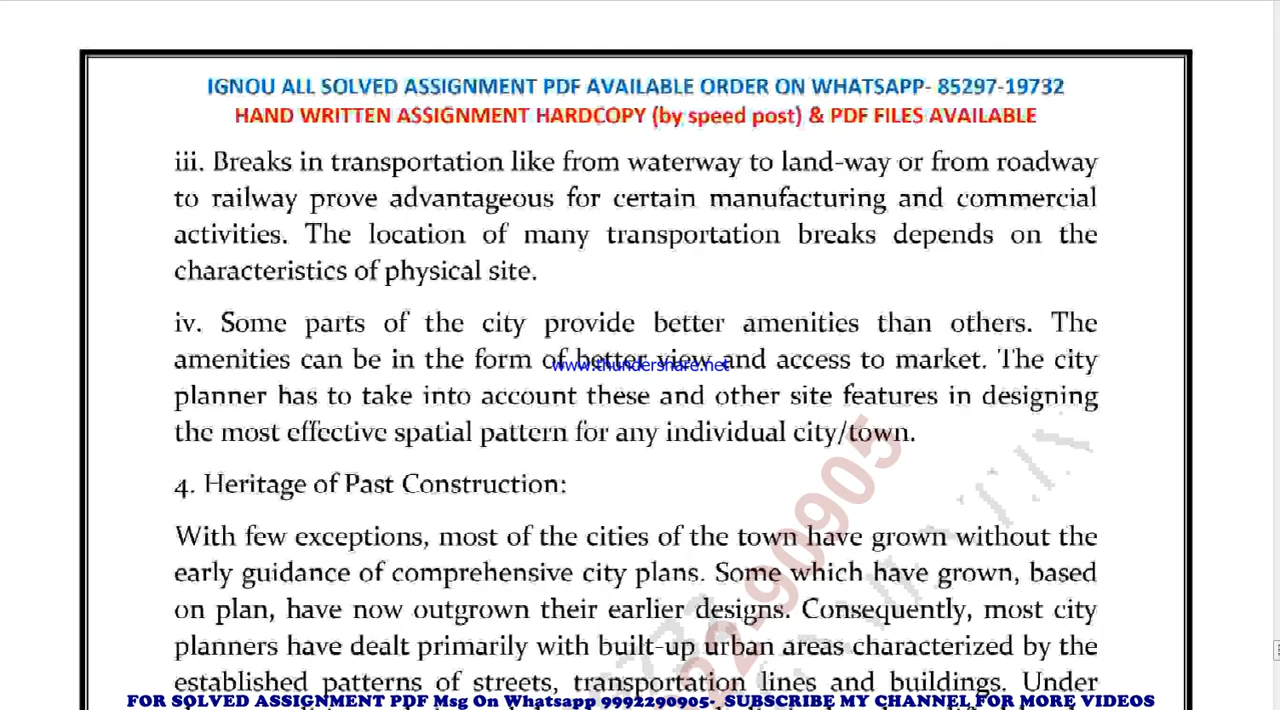 IGNOU ALL SOLVED ASSIGNMENT PDF AVAILABLE ORDER ON WHATSAPP- 85297-19732
HAND WRITTEN ASSIGNMENT HARDCOPY (by speed post) & PDF FILES AVAILABLE
iii. Breaks in transportation like from waterway to land-way or from roadway
to railway prove advantageous for certain manufacturing and commercial
activities. The location of many transportation breaks depends on the
characteristics of physical site.
iv. Some parts of the city provide better amenities than others. The
amenities can be in the form of better view and access to market. The city
www.thundershare.net
planner has to take into account these and other site features in designing
the most effective spatial pattern for any individual city/town.
4. Heritage of Past Construction:
With few exceptions, most of the cities of the town have grown without the
early guidance of comprehensive city plans. Some which have grown, based
on plan, have now outgrown their earlier designs. Consequently, most city
planners have dealt primarily with built-up urban areas characterized by the
established patterns of streets, transportation lines and buildings. Under
22-90905
FOR SOLVED ASSIGNMENT PDF Msg On Whatsapp 9992290905- SUBSCRIBE MY CHANNEL FOR MORE VIDEOS